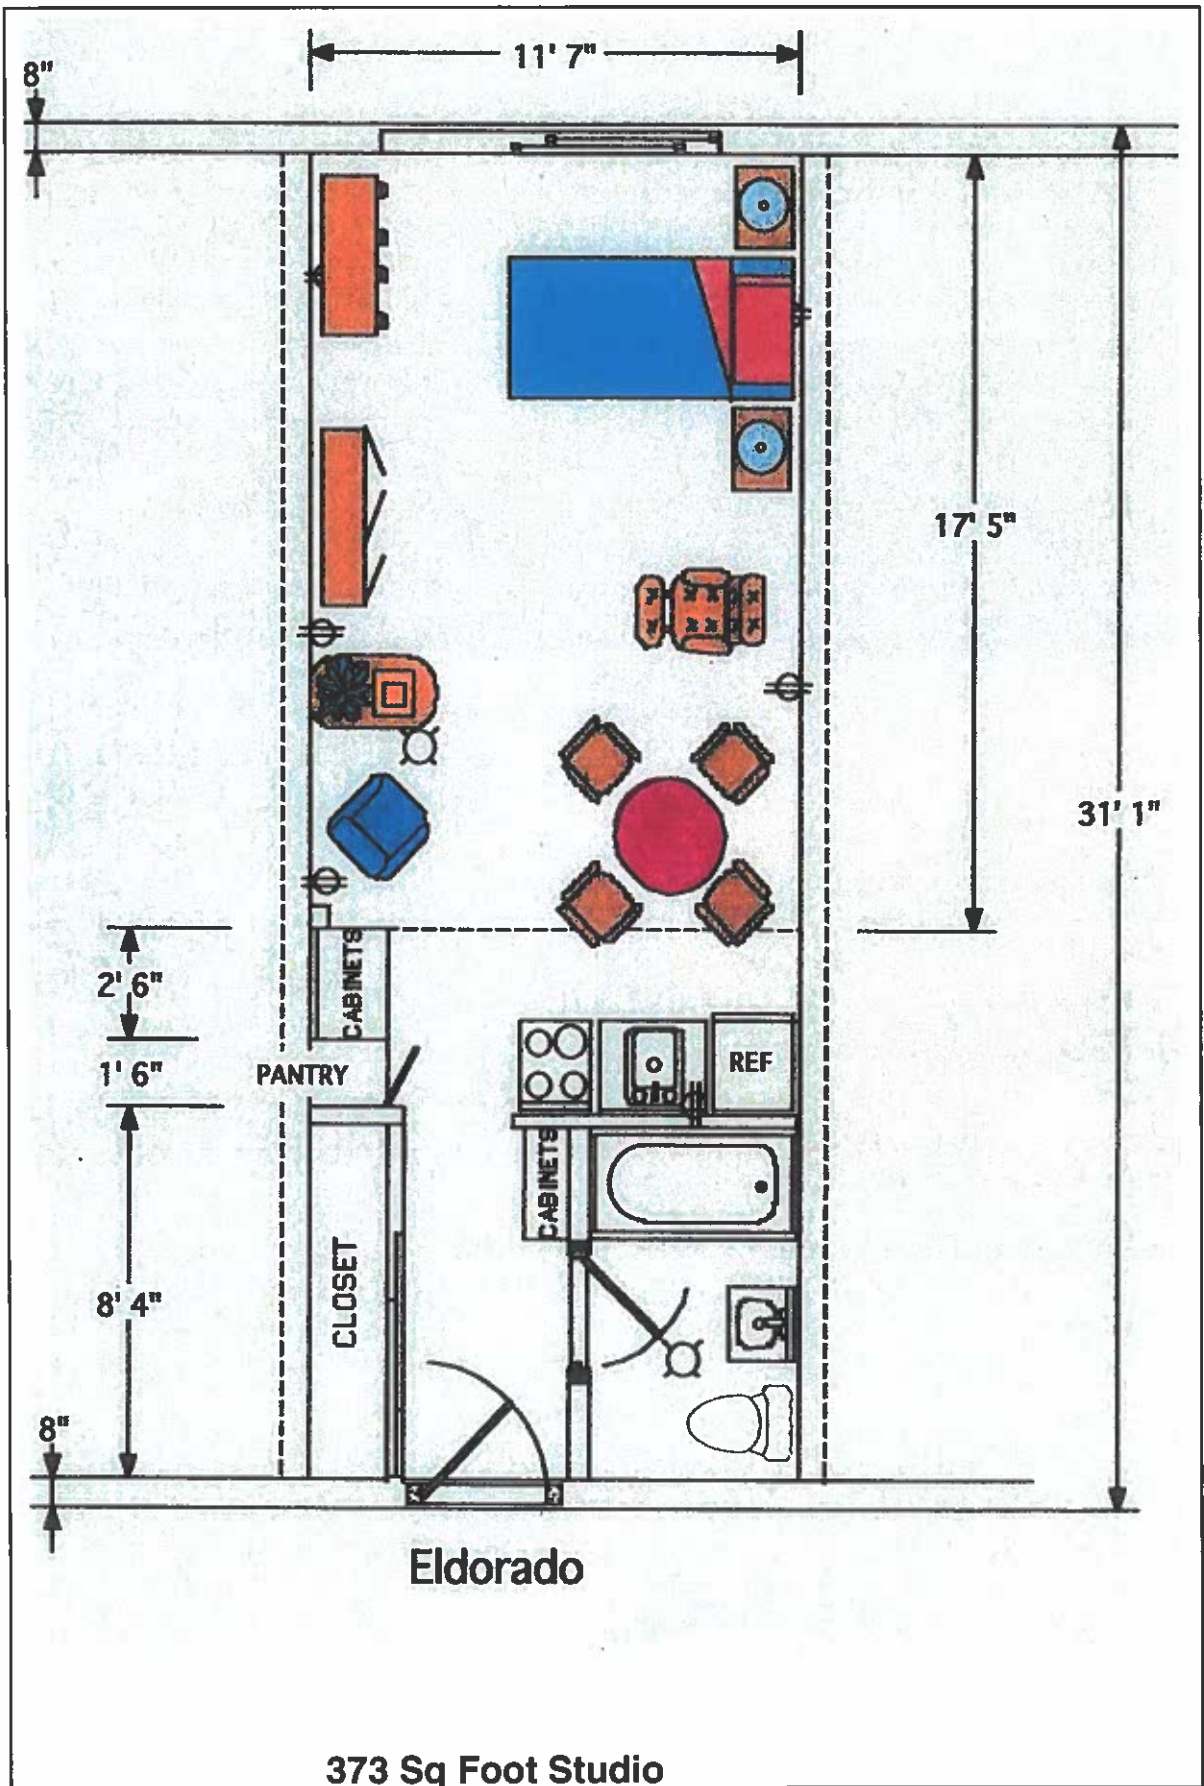 11' 7"
8"
17' 5"
31' 1"
CABINETS
2' 6"
1' 6"
PANTRY
REF
CABINETS
CLOSET
8' 4"
8"
Eldorado
373 Sq Foot Studio